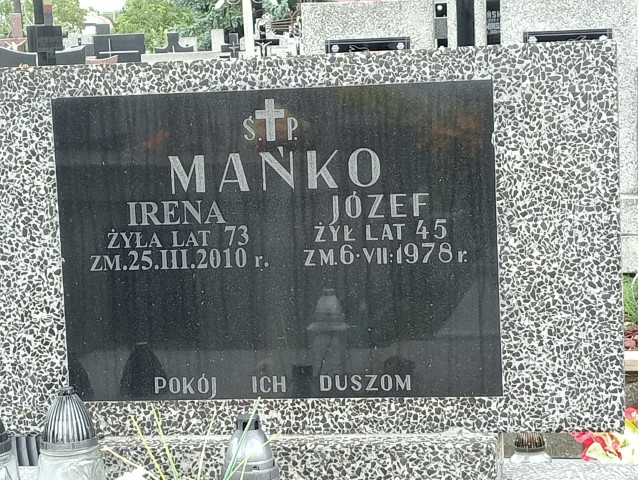 Ś. P.
MAŃKO
IRENA
ŻYŁA LAT 73
ZM.25.III.2010 r.
JÓZEF
ŻYŁ LAT 45
ZM.6.VII.1978 r.
POKÓJ ICH DUSZOM